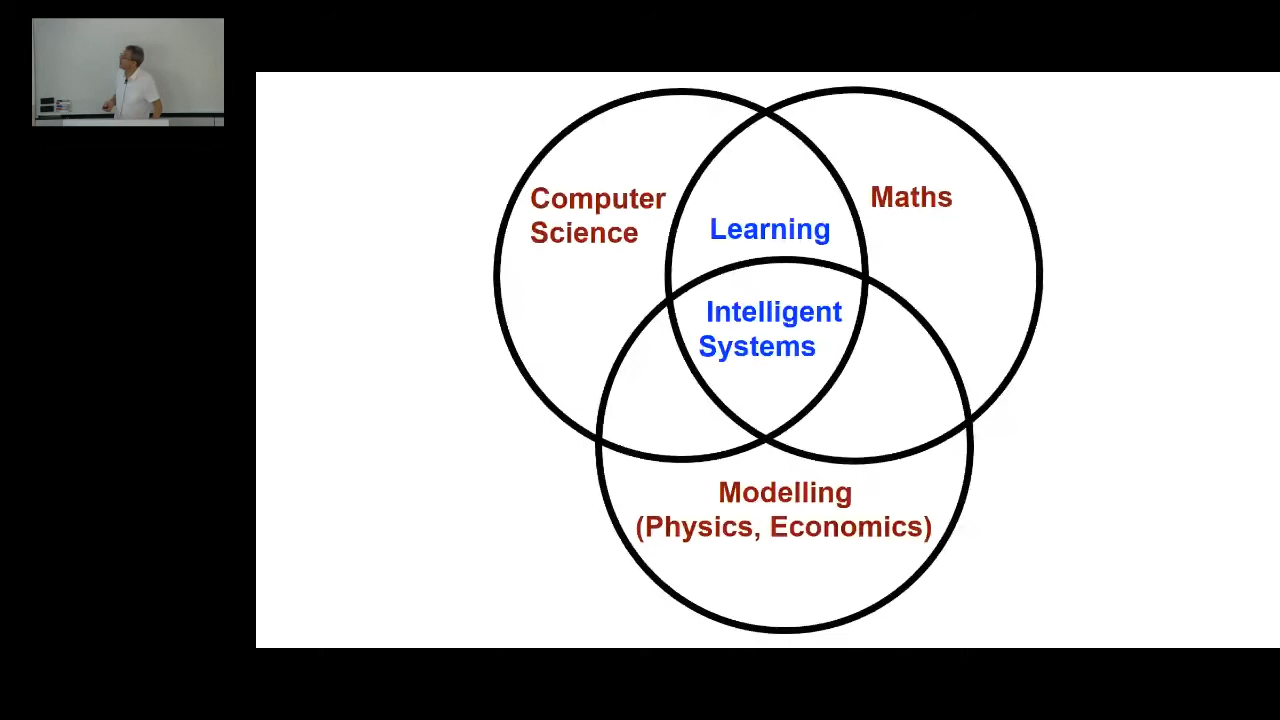 Computer
Science
Maths
Learning
Intelligent
Systems
Modelling
(Physics, Economics)